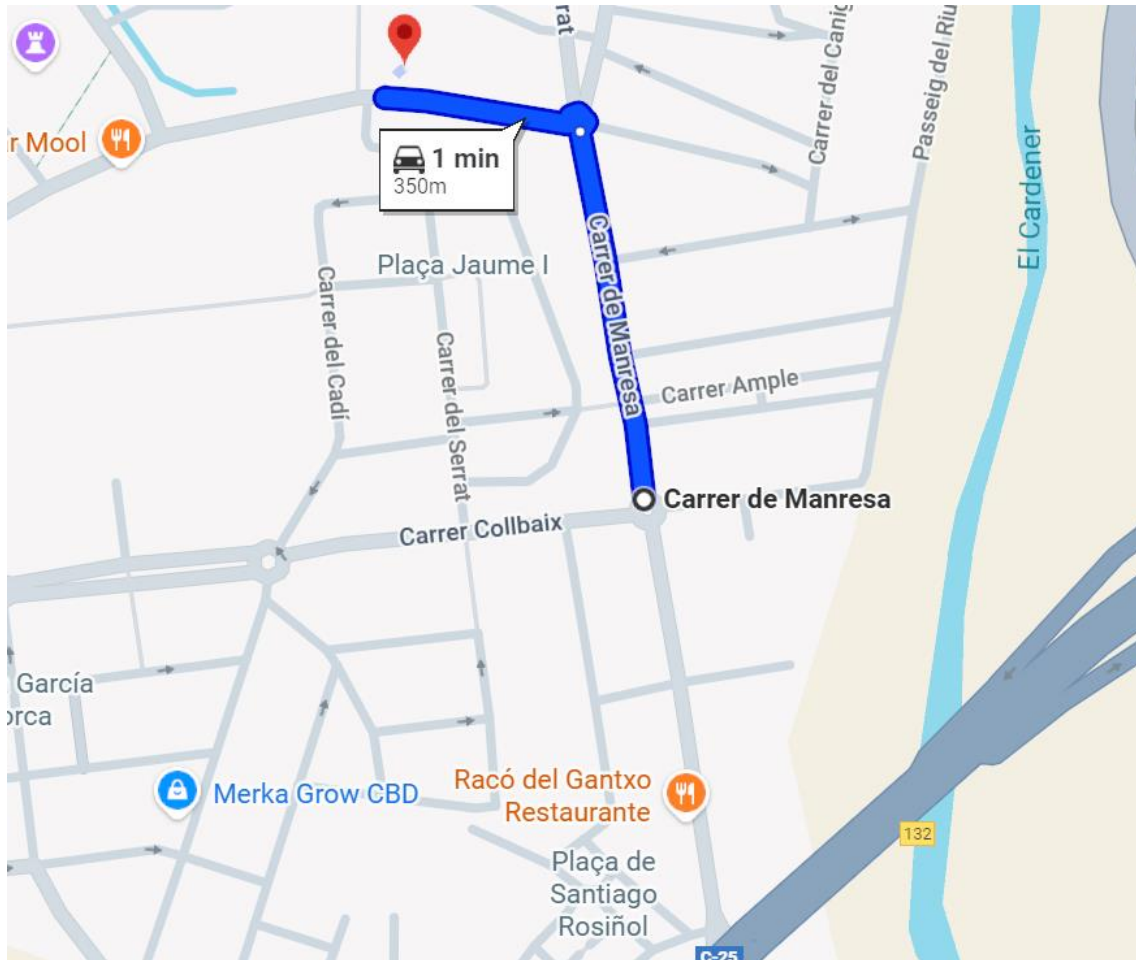 rat
Carrer del Canig
Passeig del Riu
r Mool
1 min
350m
El Cardener
Plaça Jaume I
Carrer de Manresa
Carrer del Cadí
Carrer del Serrat
Carrer Ample
Carrer de Manresa
Carrer Collbaix
García
orca
Merka Grow CBD
Racó del Gantxo
Restaurante
132
Plaça de
Santiago
Rosiñol
C-25